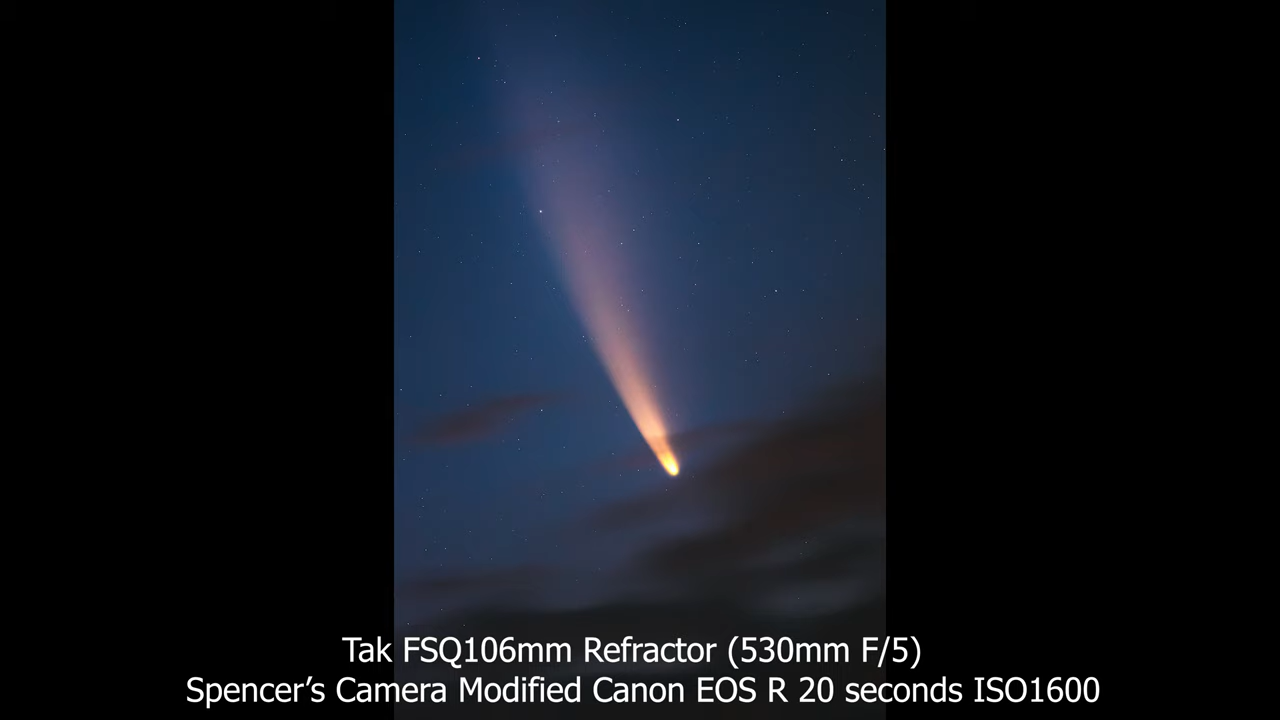 Tak FSQ106mm Refractor (530mm F/5)
Spencer’s Camera Modified Canon EOS R 20 seconds ISO1600